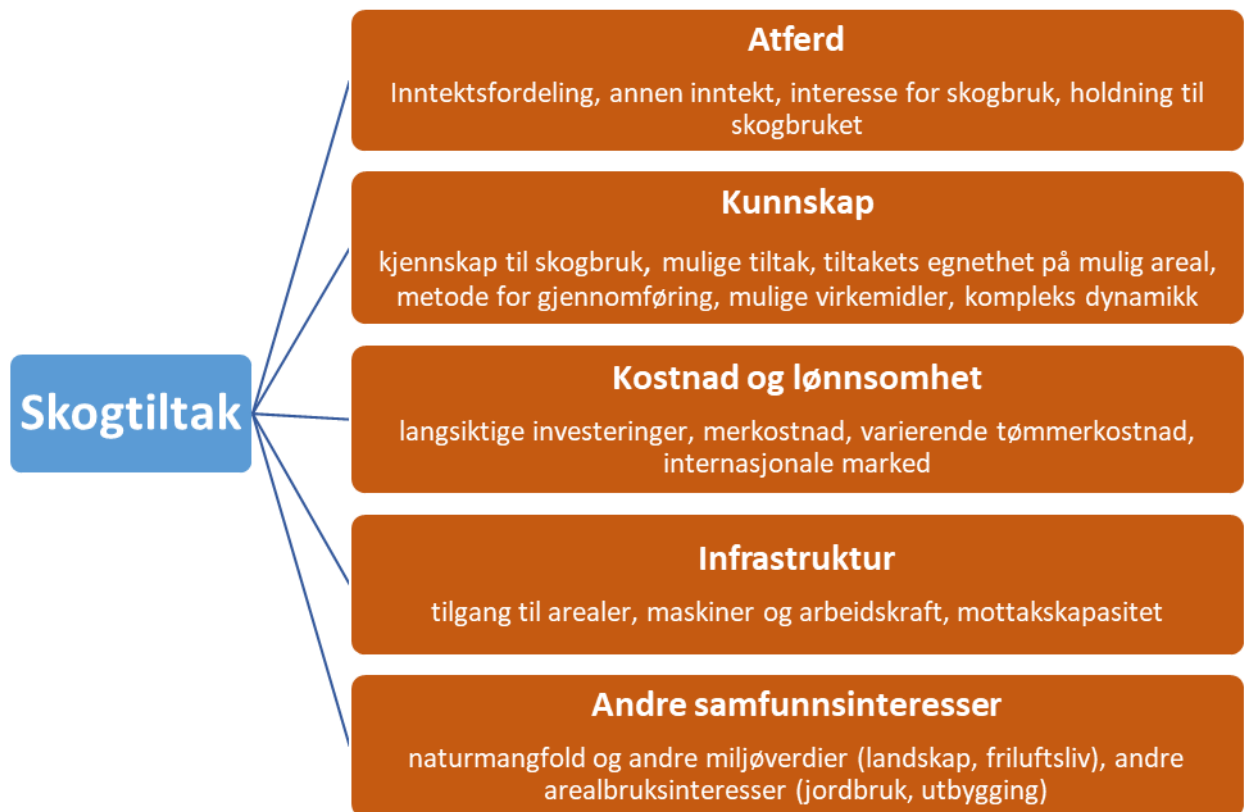 Atferd
Inntektsfordeling, annen inntekt, interesse for skogbruk, holdning til
skogbruket
Kunnskap
kjennskap til skogbruk, mulige tiltak, tiltakets egnethet på mulig areal,
metode for gjennomføring, mulige virkemidler, kompleks dynamikk
Skogtiltak
Kostnad og lønnsomhet
langsiktige investeringer, merkostnad, varierende tømmerkostnad,
internasjonale marked
Infrastruktur
tilgang til arealer, maskiner og arbeidskraft, mottakskapasitet
Andre samfunnsinteresser
naturmangfold og andre miljøverdier (landskap, friluftsliv), andre
arealbruksinteresser (jordbruk, utbygging)